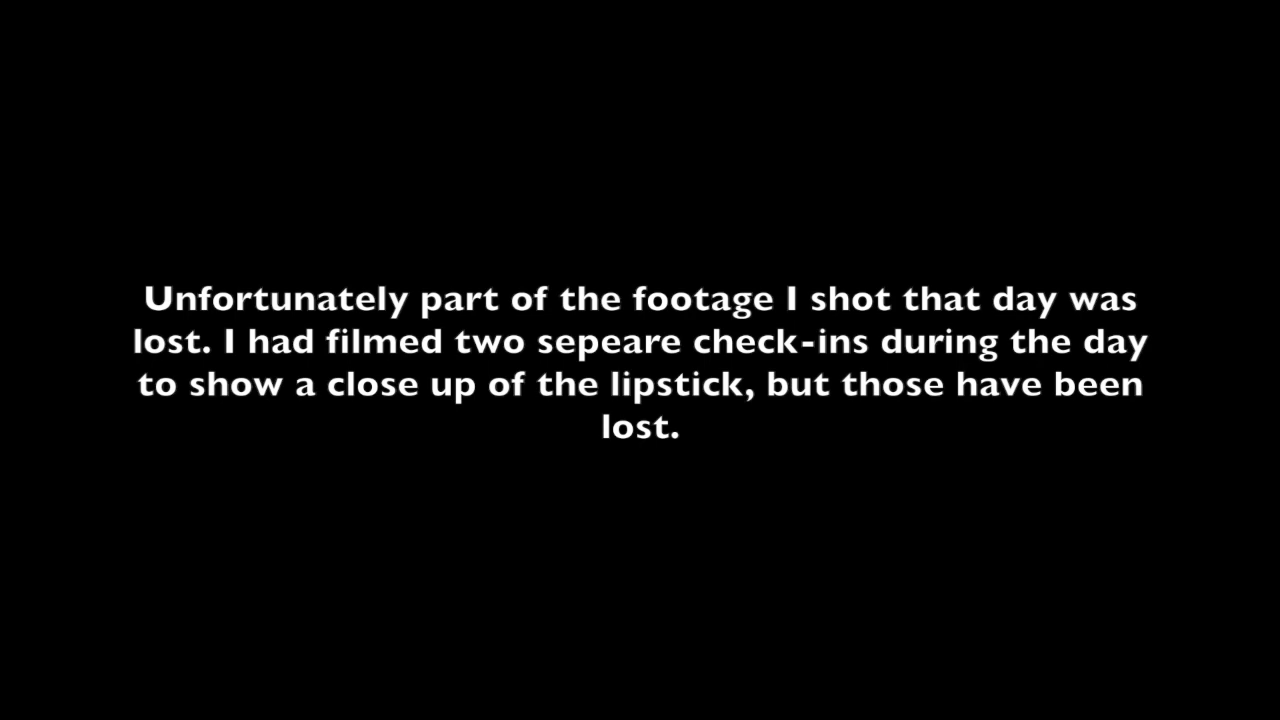 Unfortunately part of the footage I shot that day was
lost. I had filmed two sepeare check-ins during the day
to show a close up of the lipstick, but those have been
lost.